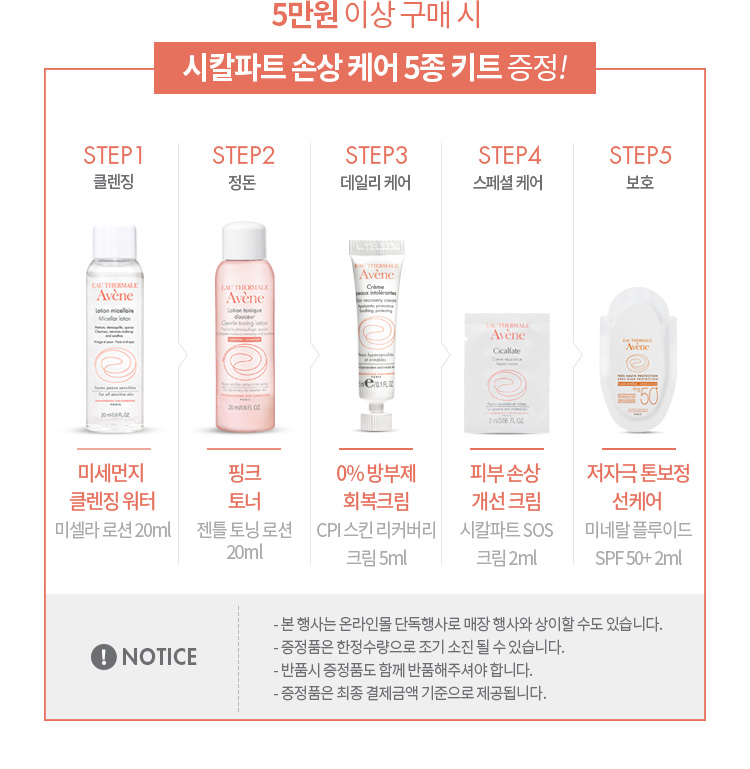 5만원 이상 구매 시
시칼파트 손상 케어 5종 키트 증정!
STEP1
클렌징
STEP2
정돈
STEP3
데일리 케어
STEP4
스페셜 케어
STEP5
보호
EAU THERMALE
Avène
Lotion micellaire
Micellar lotion
20 ml/0.6 FL.OZ.
EAU THERMALE
Avène
Lotion tonique
douceur
Gentle toning lotion
20 ml/0.6 FL.OZ.
EAU THERMALE
Avène
Crème
peaux intolérantes
Skin recovery cream
EAU THERMALE
Avène
Cicalfate
EAU THERMALE
Avène
50+
미세먼지
클렌징 워터
미셀라 로션 20ml
핑크
토너
젠틀 토닝 로션
20ml
0% 방부제
회복크림
CPI 스킨 리커버리
크림 5ml
피부 손상
개선 크림
시칼파트 SOS
크림 2ml
저자극 톤보정
선케어
미네랄 플루이드
SPF 50+ 2ml
! NOTICE
- 본 행사는 온라인몰 단독행사로 매장 행사와 상이할 수도 있습니다.
- 증정품은 한정수량으로 조기 소진 될 수 있습니다.
- 반품시 증정품도 함께 반품해주셔야 합니다.
- 증정품은 최종 결제금액 기준으로 제공됩니다.